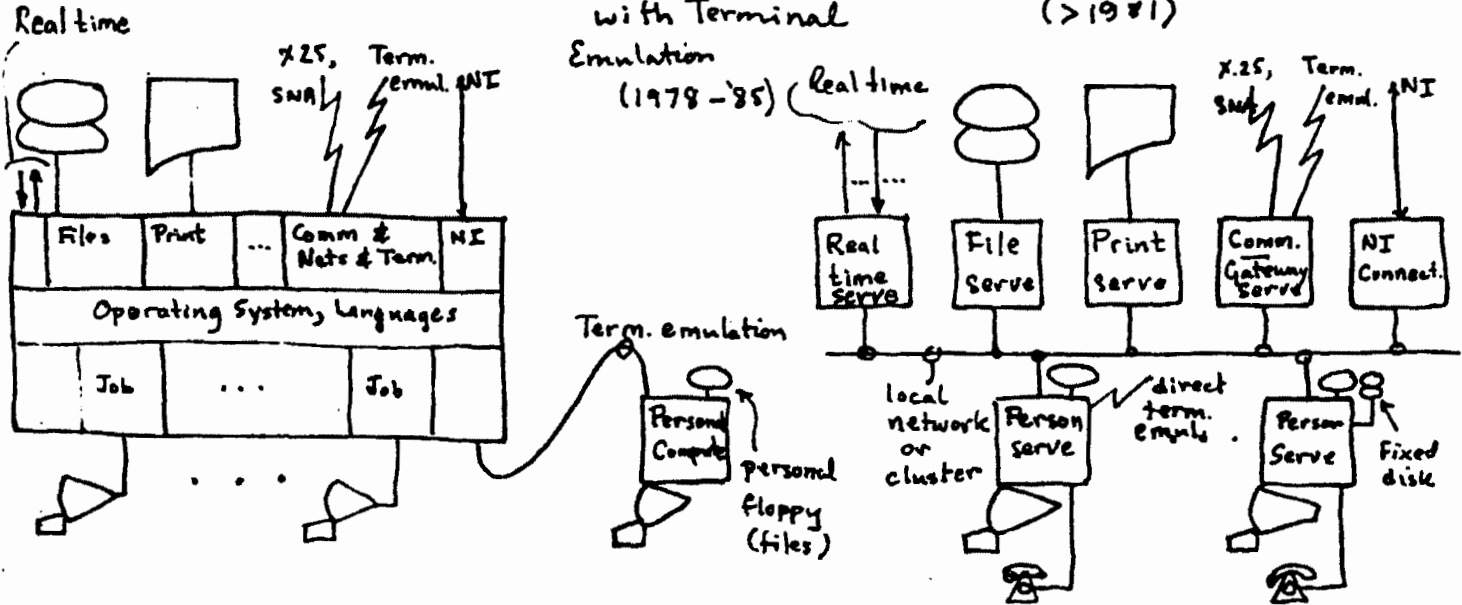 Real time
with Terminal
Emulation
(1978-'85)
(>1981)
X25,
SNA
Term.
emul.
NI
Files
Print
...
Comm &
Nets & Term.
NI
Operating System, Languages
Job
...
Job
Term. emulation
Personal
Compute
personal
floppy
(files)
Real time
X.25,
SNA
Term.
emul.
NI
... ...
Real
time
serve
File
serve
Print
serve
Comm.
Gateway
serve
NI
Connect.
local
network
or
cluster
Person
serve
direct
term.
emul.
Person
Serve
Fixed
disk